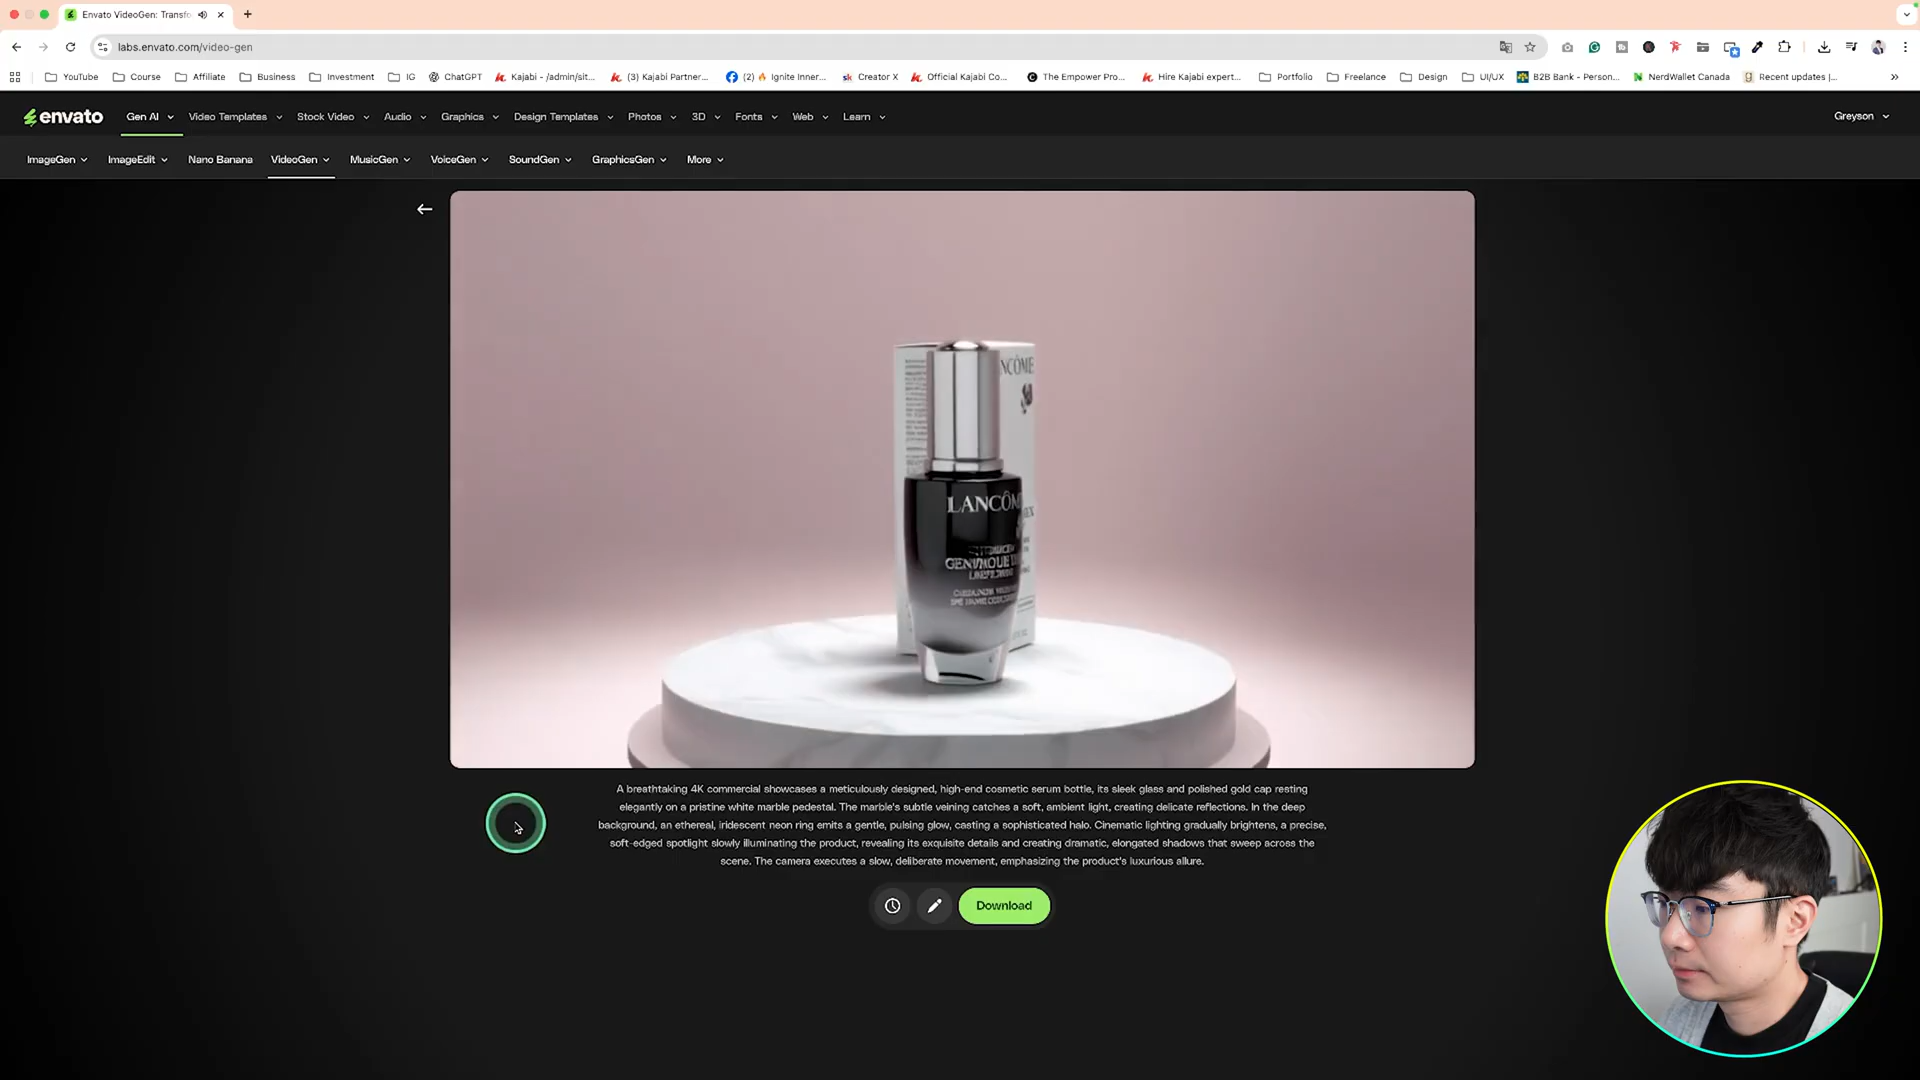 Envato VideoGen: Transfo
labs.envato.com/video-gen
YouTube Course Affiliate Business Investment IG ChatGPT Kajabi - /admin/sit... (3) Kajabi Partner... (2) 🔥 Ignite Inner... Creator X Official Kajabi Co... The Empower Pro... Hire Kajabi expert... Portfolio Freelance Design UI/UX B2B Bank - Person... NerdWallet Canada Recent updates |...
envato Gen AI Video Templates Stock Video Audio Graphics Design Templates Photos 3D Fonts Web Learn Greyson
ImageGen ImageEdit Nano Banana VideoGen MusicGen VoiceGen SoundGen GraphicsGen More
NCÔME
LANCÔM
A breathtaking 4K commercial showcases a meticulously designed, high-end cosmetic serum bottle, its sleek glass and polished gold cap resting
elegantly on a pristine white marble pedestal. The marble's subtle veining catches a soft, ambient light, creating delicate reflections. In the deep
background, an ethereal, iridescent neon ring emits a gentle, pulsing glow, casting a sophisticated halo. Cinematic lighting gradually brightens, a precise,
soft-edged spotlight slowly illuminating the product, revealing its exquisite details and creating dramatic, elongated shadows that sweep across the
scene. The camera executes a slow, deliberate movement, emphasizing the product's luxurious allure.
Download